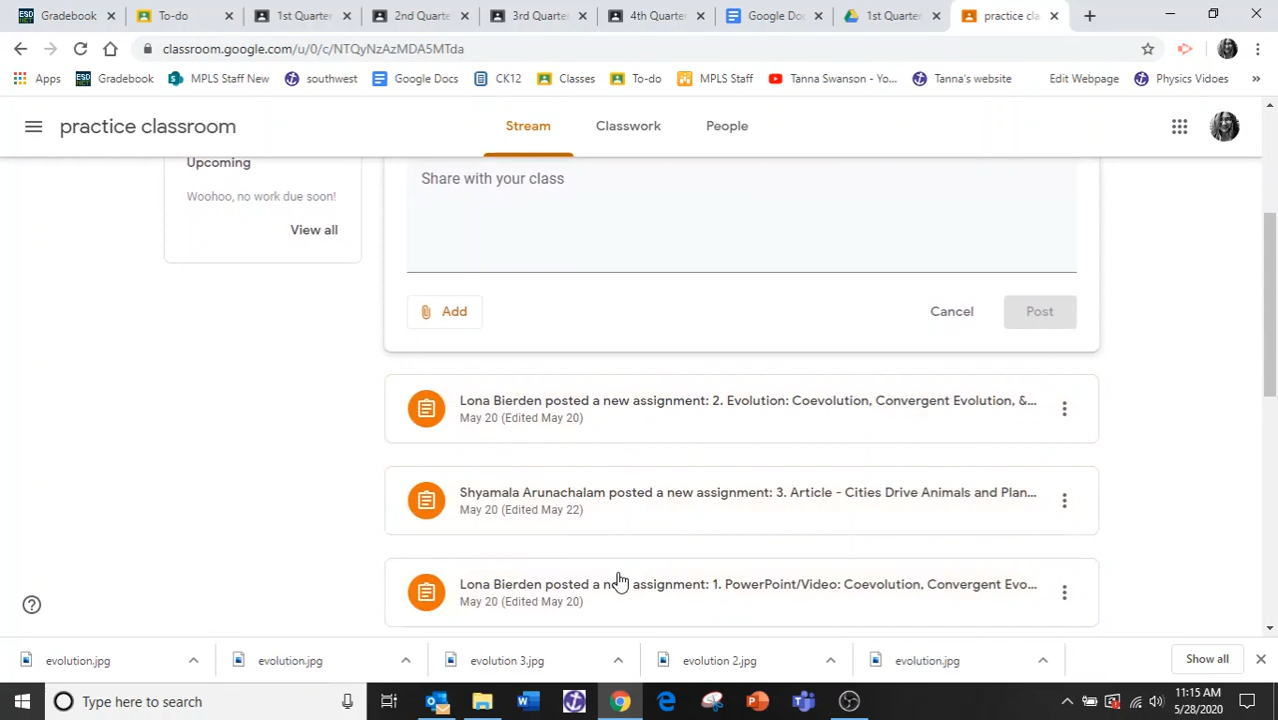 Gradebook
To-do
1st Quarte
2nd Quarte
3rd Quarte
4th Quarte
Google Doc
1st Quarte
practice cla
classroom.google.com/u/0/c/NTQyNzAzMDA5MTda
Apps
Gradebook
MPLS Staff New
southwest
Google Docs
CK12
Classes
To-do
MPLS Staff
Tanna Swanson - Yo...
Tanna's website
Edit Webpage
Physics Vidoes
»
practice classroom
Stream
Classwork
People
Upcoming
Woohoo, no work due soon!
View all
Share with your class
Add
Cancel
Post
Lona Bierden posted a new assignment: 2. Evolution: Coevolution, Convergent Evolution, &...
May 20 (Edited May 20)
Shyamala Arunachalam posted a new assignment: 3. Article - Cities Drive Animals and Plan...
May 20 (Edited May 22)
Lona Bierden posted a new assignment: 1. PowerPoint/Video: Coevolution, Convergent Evo...
May 20 (Edited May 20)
evolution.jpg
evolution.jpg
evolution 3.jpg
evolution 2.jpg
evolution.jpg
Show all
Type here to search
11:15 AM
5/28/2020